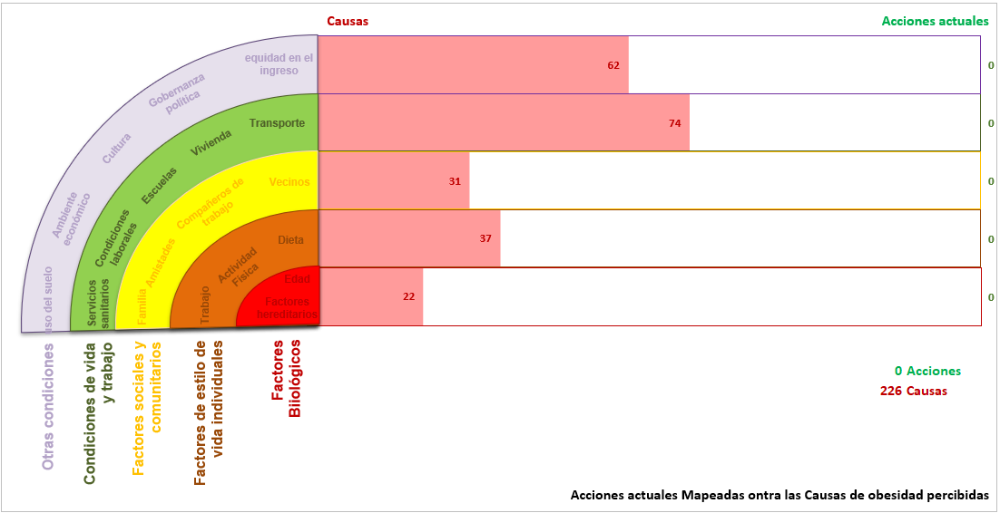 Causas
Acciones actuales
equidad en el
ingreso
Gobernanza
política
Cultura
Ambiente
económico
uso del suelo
62
0
Transporte
Vivienda
Escuelas
Condiciones
laborales
Servicios
sanitarios
74
0
Vecinos
Compañeros de
trabajo
Amistades
Familia
31
0
Dieta
Actividad
Física
Trabajo
37
0
Edad
Factores
hereditarios
22
0
Otras condiciones
Condiciones de vida
y trabajo
Factores sociales y
comunitarios
Factores de estilo de
vida individuales
Factores
Biiológicos
0 Acciones
226 Causas
Acciones actuales Mapeadas ontra las Causas de obesidad percibidas